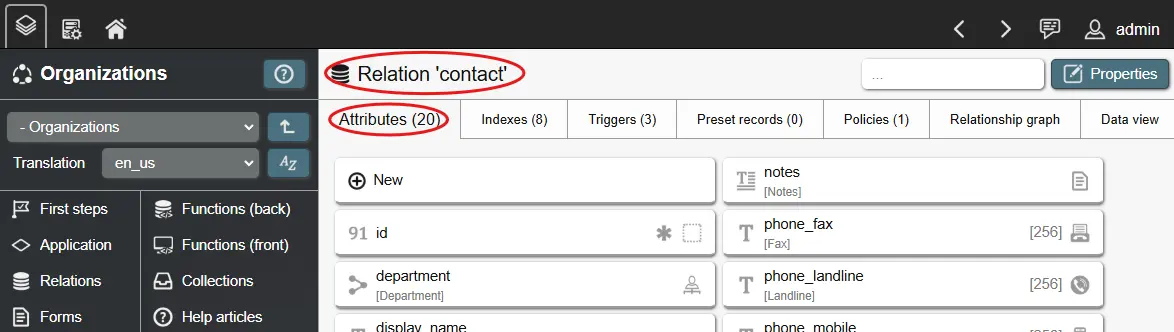 admin
Organizations
Relation 'contact'
...
Properties
- Organizations
Translation
en_us
AZ
Attributes (20)
Indexes (8)
Triggers (3)
Preset records (0)
Policies (1)
Relationship graph
Data view
First steps
Functions (back)
Application
Functions (front)
Relations
Collections
Forms
Help articles
New
T notes
[Notes]
91 id
T phone_fax
[Fax]
[256]
department
[Department]
T phone_landline
[Landline]
[256]
T display_name
T phone_mobile
[256]